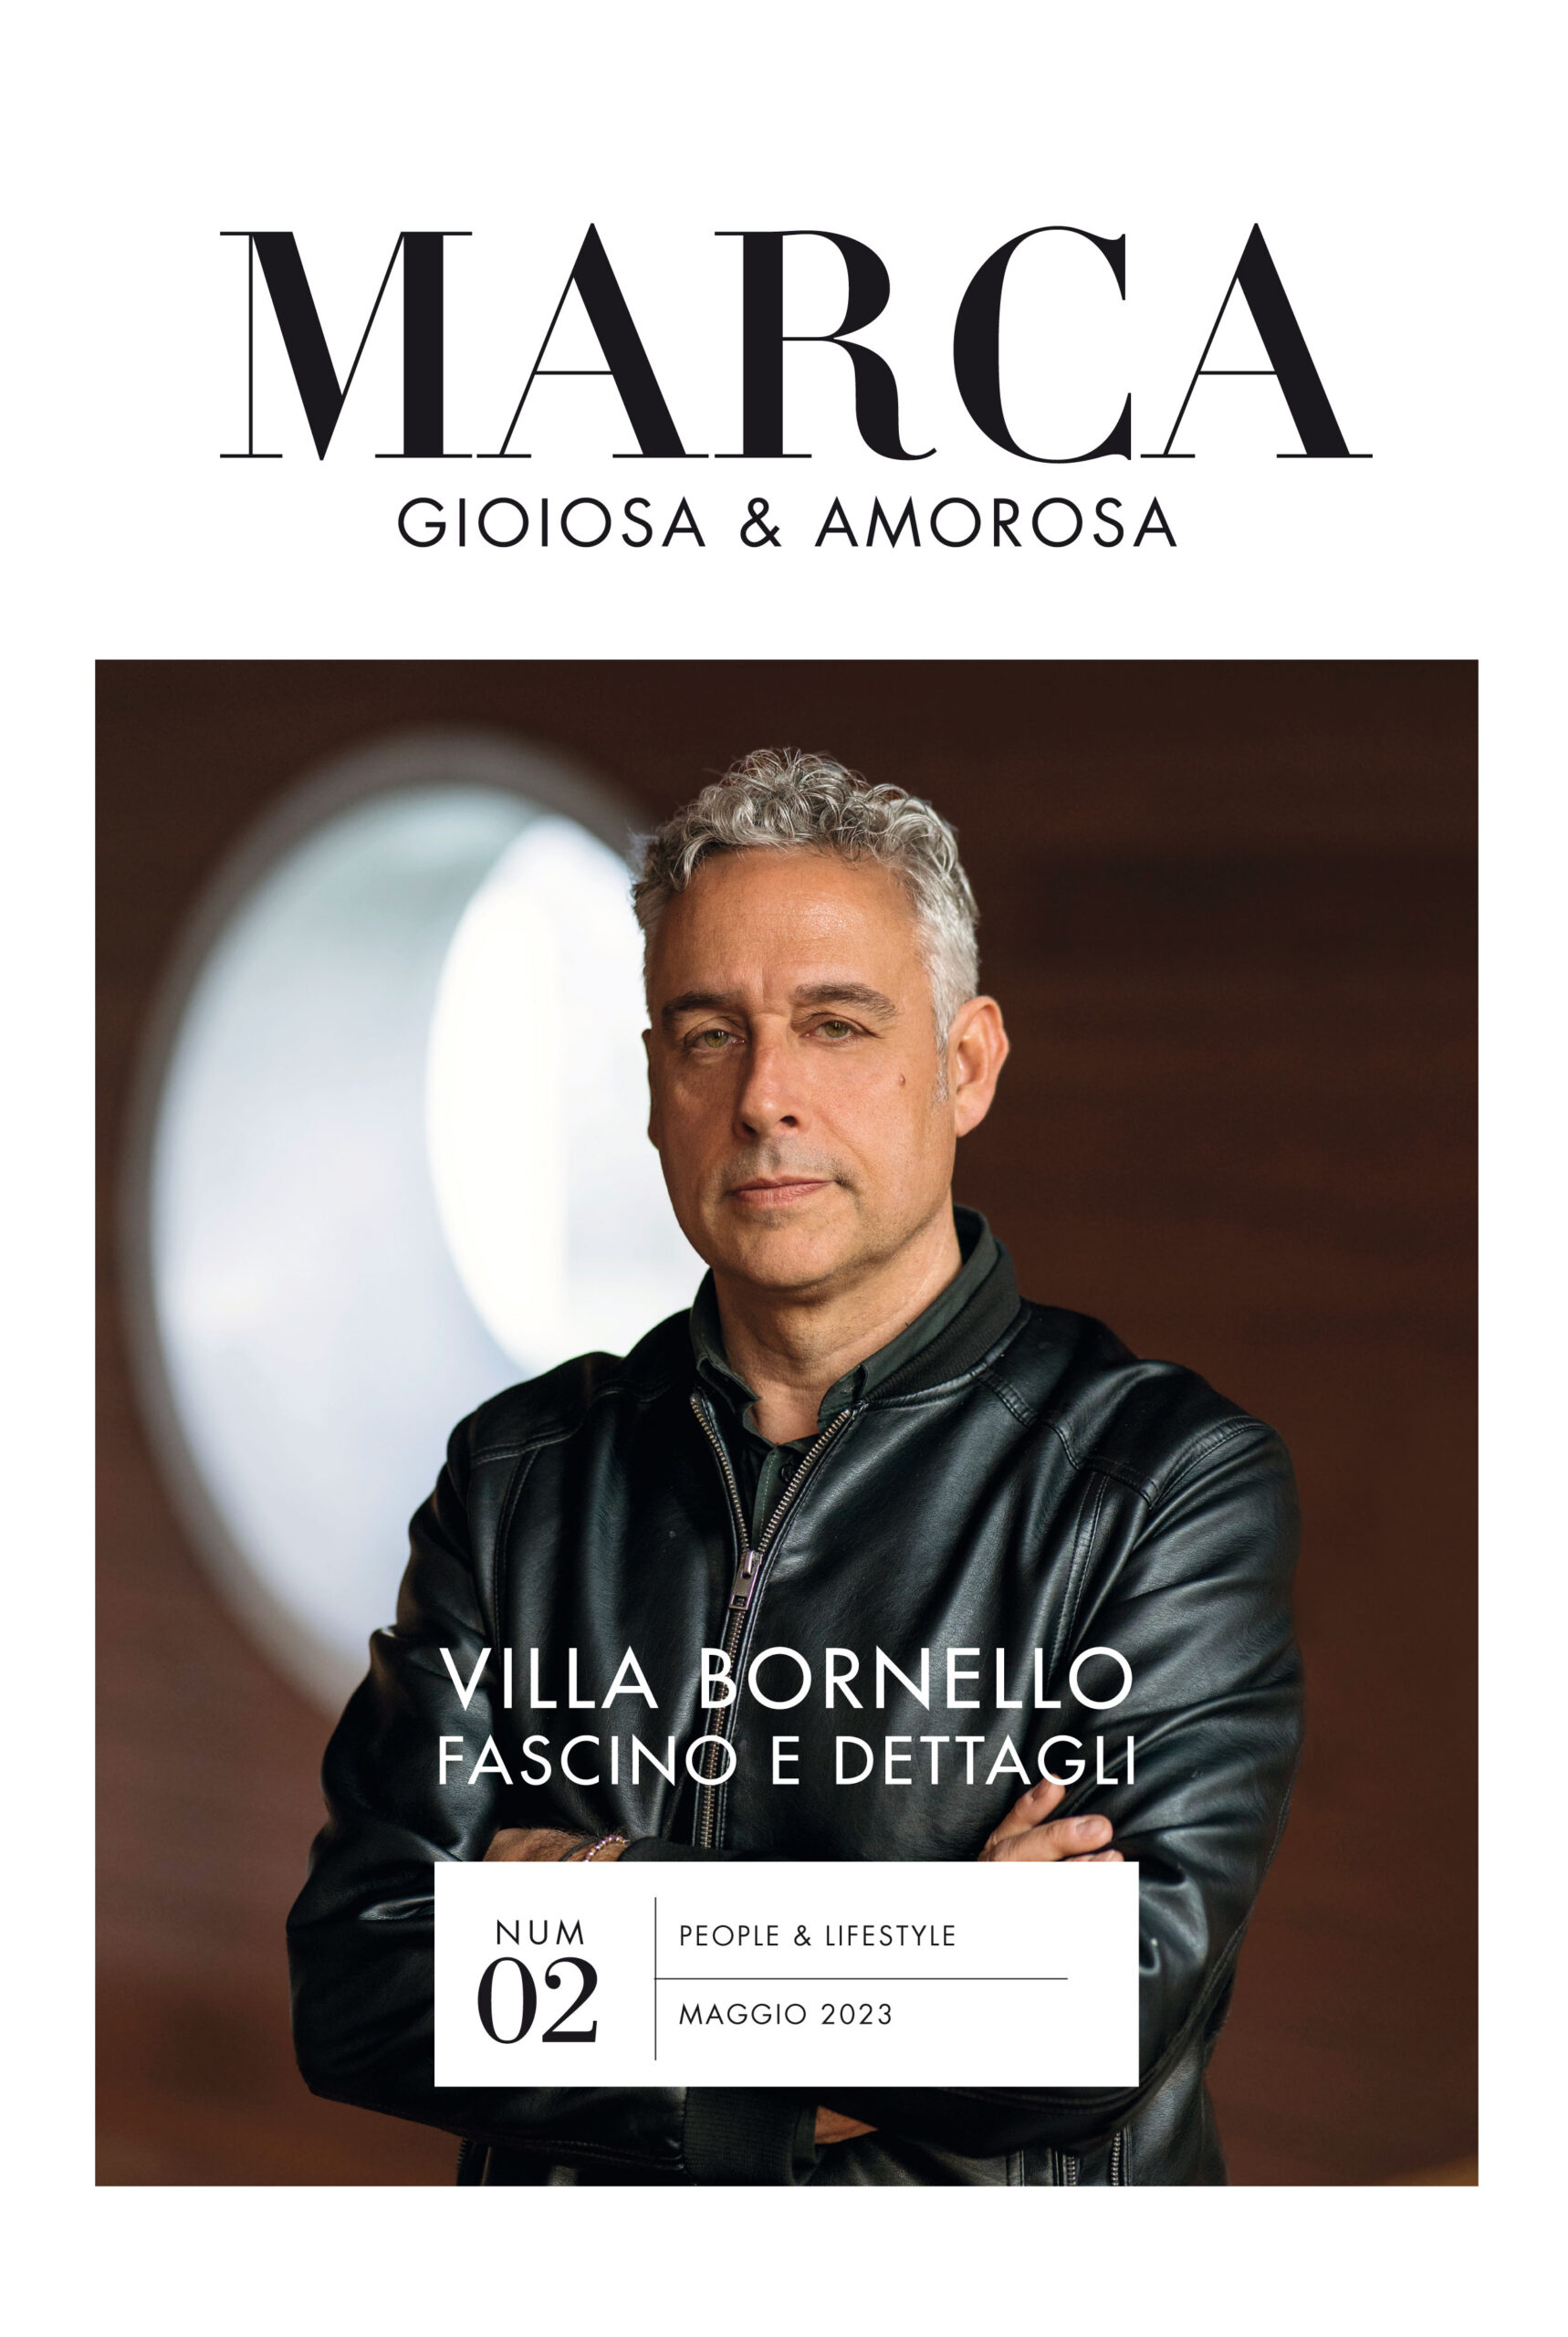 MARCA
GIOIOSA & AMOROSA
VILLA BORNELLO
FASCINO E DETTAGLI
NUM
02
PEOPLE & LIFESTYLE
MAGGIO 2023